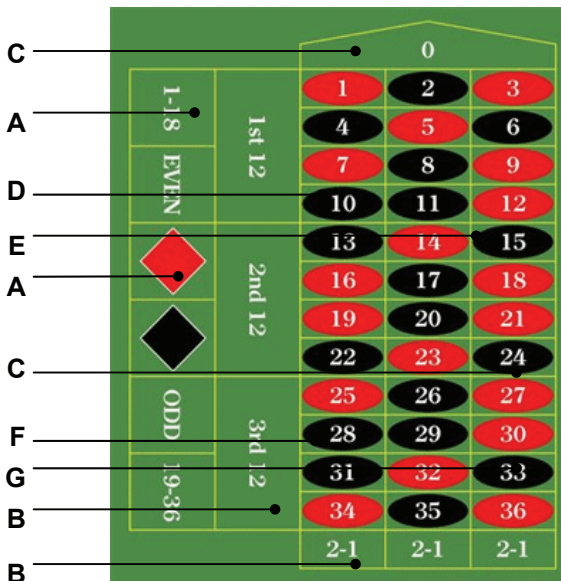 C
0
A
1-18
1st 12
1 2 3
4 5 6
EVEN
7 8 9
D
10 11 12
E
2nd 12
13 14 15
A
16 17 18
19 20 21
C
22 23 24
ODD
3rd 12
25 26 27
F
28 29 30
G
19-36
31 32 33
B
34 35 36
B
2-1 2-1 2-1